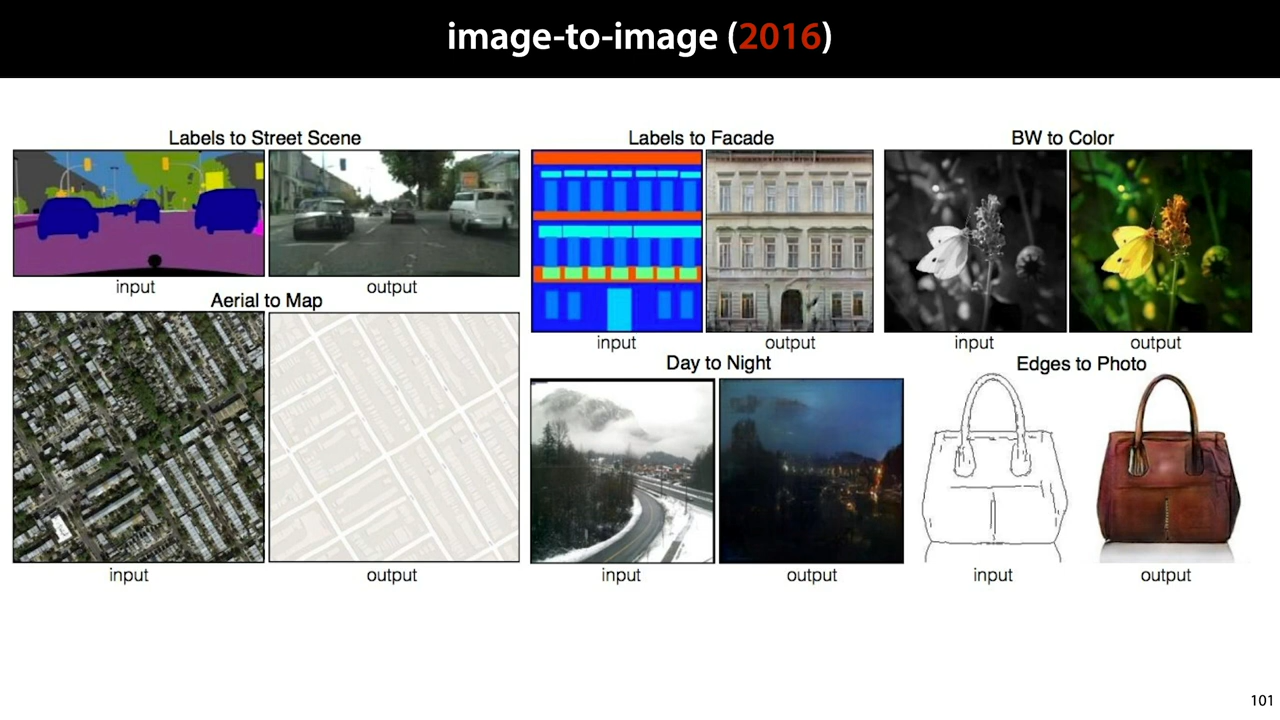 image-to-image (2016)
Labels to Street Scene
input
output
Aerial to Map
input
output
Labels to Facade
input
output
Day to Night
input
output
BW to Color
input
output
Edges to Photo
input
output
101